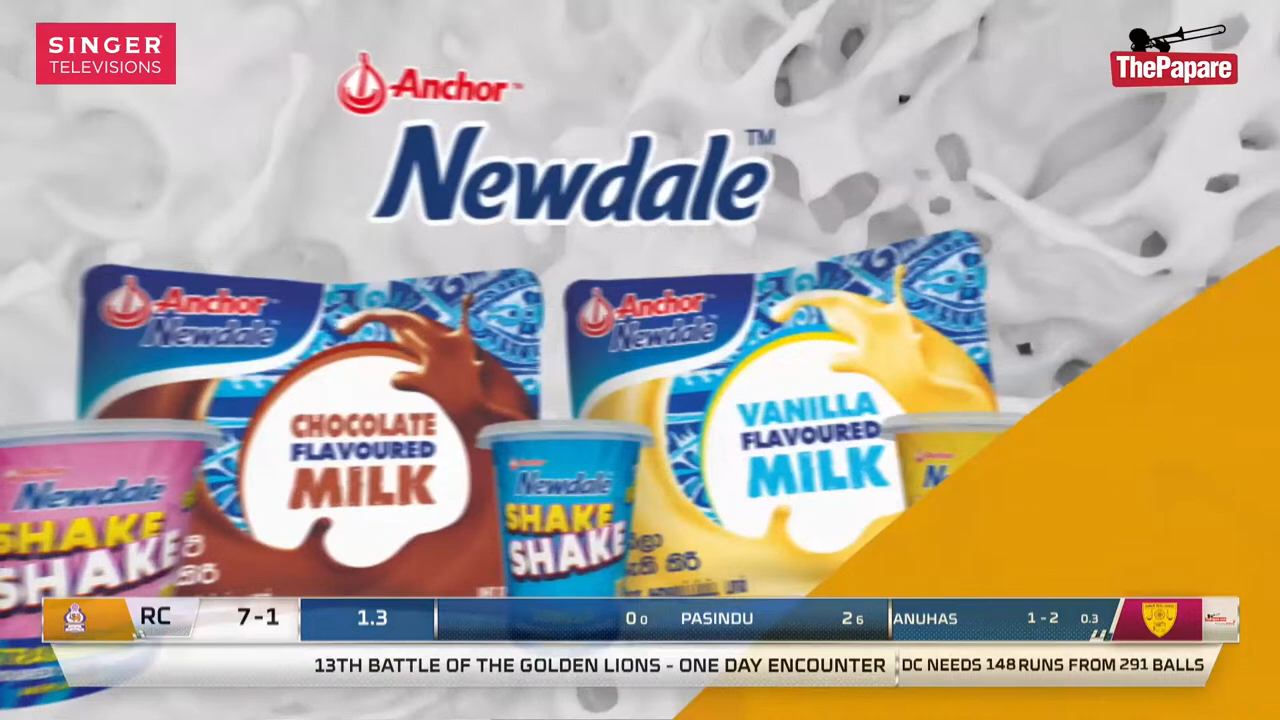 SINGER
TELEVISIONS
ThePapare
Anchor™
Newdale™
Anchor
Newdale
CHOCOLATE
FLAVOURED
MILK
Anchor
Newdale
VANILLA
FLAVOURED
MILK
Newdale
SHAKE
SHAKE
Newdale
SHAKE
SHAKE
RC 7-1 1.3 0 0 PASINDU 2 6 ANUHAS 1-2 0.3
13TH BATTLE OF THE GOLDEN LIONS - ONE DAY ENCOUNTER DC NEEDS 148 RUNS FROM 291 BALLS